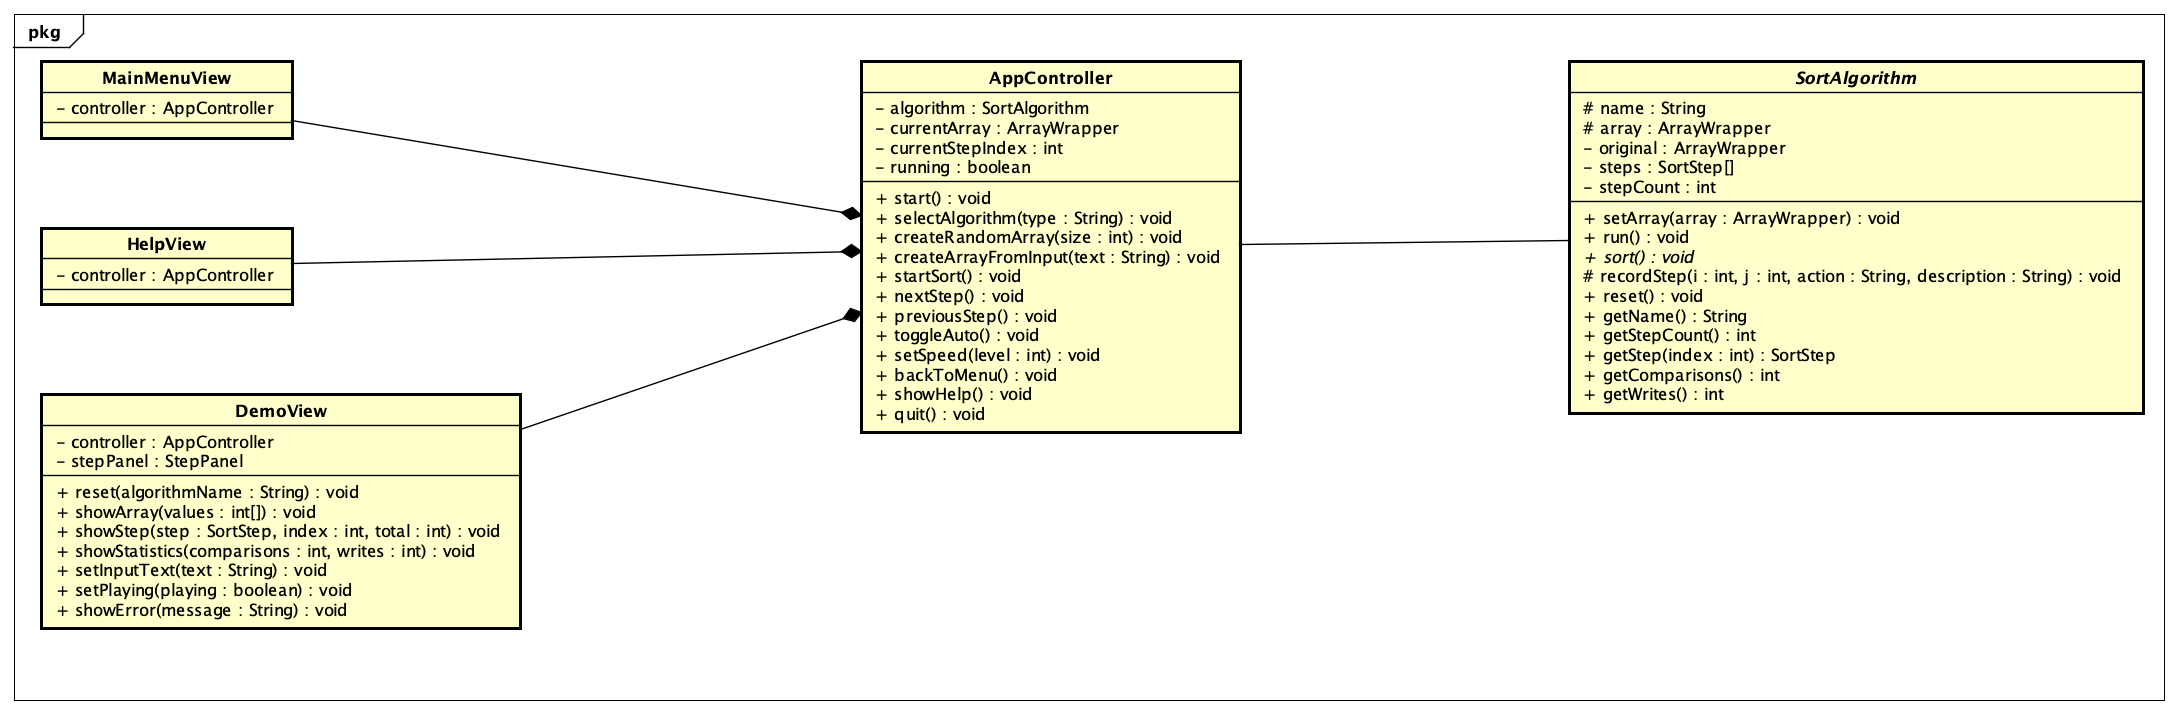 pkg
MainMenuView
- controller : AppController
HelpView
- controller : AppController
DemoView
- controller : AppController
- stepPanel : StepPanel
+ reset(algorithmName : String) : void
+ showArray(values : int[]) : void
+ showStep(step : SortStep, index : int, total : int) : void
+ showStatistics(comparisons : int, writes : int) : void
+ setInputText(text : String) : void
+ setPlaying(playing : boolean) : void
+ showError(message : String) : void
AppController
- algorithm : SortAlgorithm
- currentArray : ArrayWrapper
- currentStepIndex : int
- running : boolean
+ start() : void
+ selectAlgorithm(type : String) : void
+ createRandomArray(size : int) : void
+ createArrayFromInput(text : String) : void
+ startSort() : void
+ nextStep() : void
+ previousStep() : void
+ toggleAuto() : void
+ setSpeed(level : int) : void
+ backToMenu() : void
+ showHelp() : void
+ quit() : void
SortAlgorithm
# name : String
# array : ArrayWrapper
- original : ArrayWrapper
- steps : SortStep[]
- stepCount : int
+ setArray(array : ArrayWrapper) : void
+ run() : void
+ sort() : void
# recordStep(i : int, j : int, action : String, description : String) : void
+ reset() : void
+ getName() : String
+ getStepCount() : int
+ getStep(index : int) : SortStep
+ getComparisons() : int
+ getWrites() : int